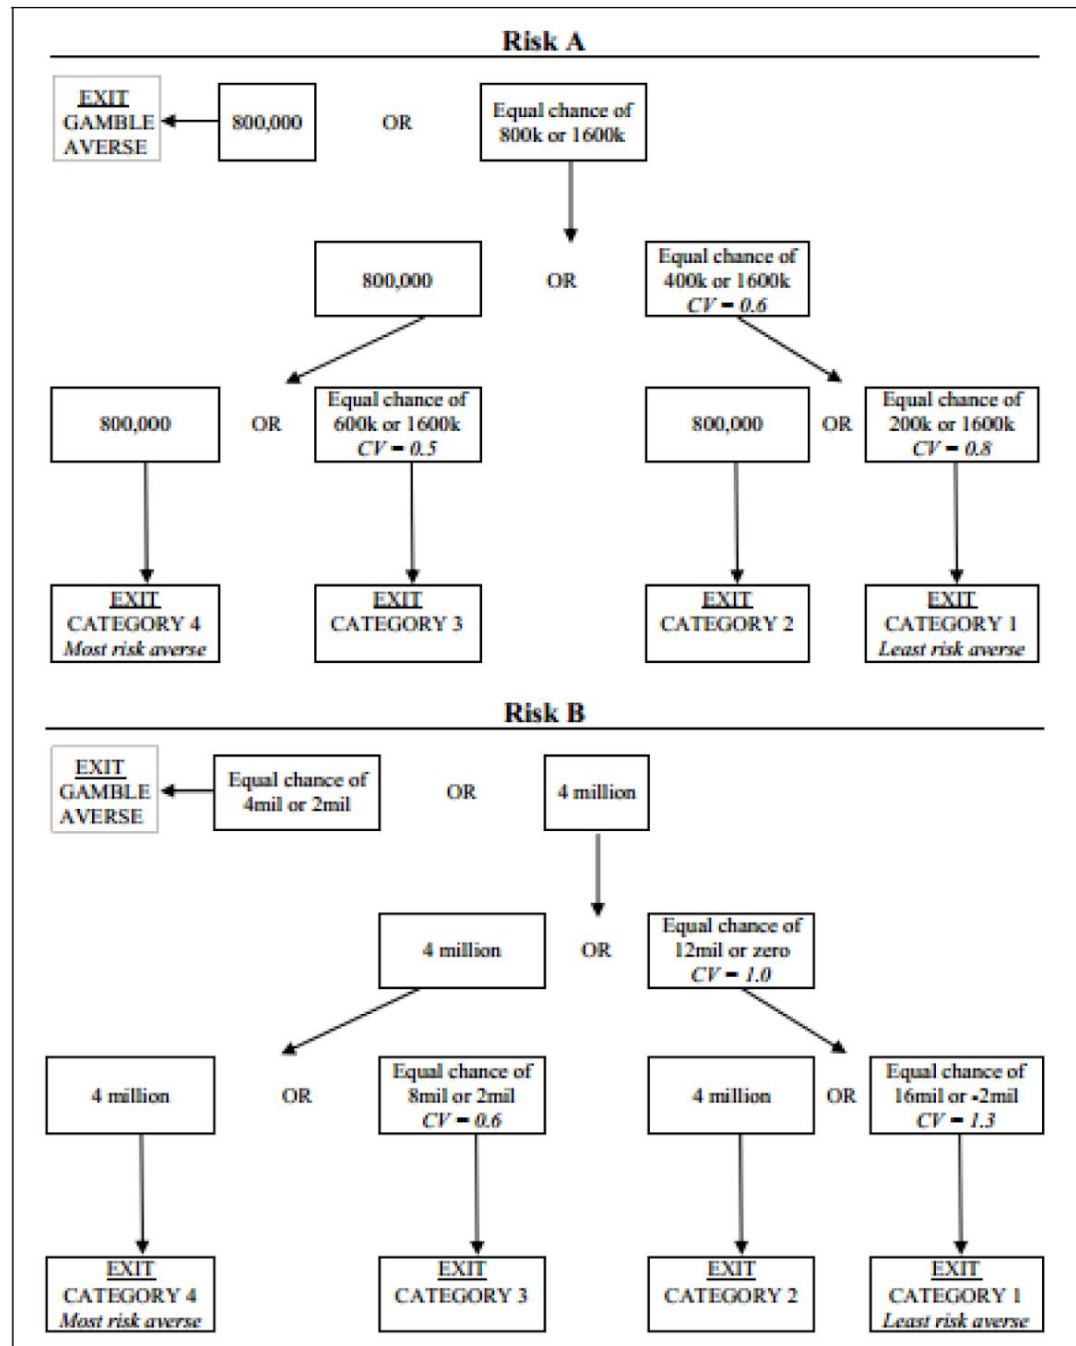 Risk A
EXIT
GAMBLE
AVERSE
800,000
OR
Equal chance of
800k or 1600k
800,000
OR
Equal chance of
400k or 1600k
CV = 0.6
800,000
OR
Equal chance of
600k or 1600k
CV = 0.5
800,000
OR
Equal chance of
200k or 1600k
CV = 0.8
EXIT
CATEGORY 4
Most risk averse
EXIT
CATEGORY 3
EXIT
CATEGORY 2
EXIT
CATEGORY 1
Least risk averse
Risk B
EXIT
GAMBLE
AVERSE
Equal chance of
4mil or 2mil
OR
4 million
4 million
OR
Equal chance of
12mil or zero
CV = 1.0
4 million
OR
Equal chance of
8mil or 2mil
CV = 0.6
4 million
OR
Equal chance of
16mil or -2mil
CV = 1.3
EXIT
CATEGORY 4
Most risk averse
EXIT
CATEGORY 3
EXIT
CATEGORY 2
EXIT
CATEGORY 1
Least risk averse